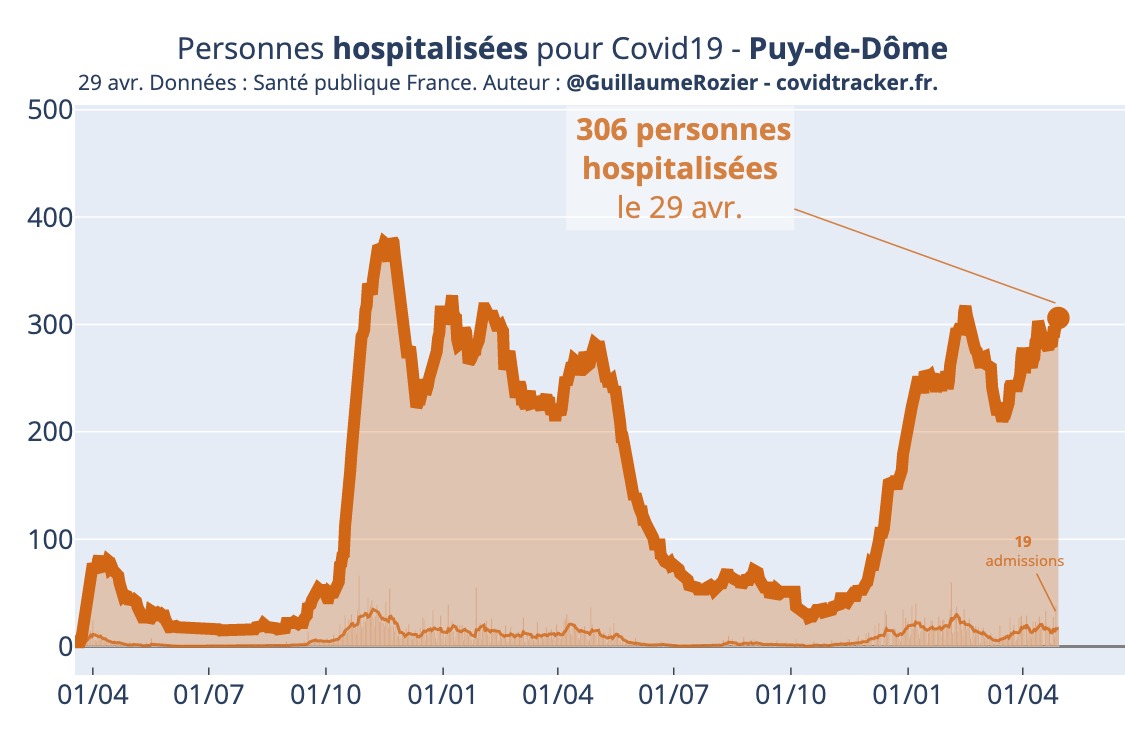 Personnes hospitalisées pour Covid19 - Puy-de-Dôme
29 avr. Données : Santé publique France. Auteur : @GuillaumeRozier - covidtracker.fr.
500
306 personnes
hospitalisées
le 29 avr.
400
300
200
100
19
admissions
0
01/04 01/07 01/10 01/01 01/04 01/07 01/10 01/01 01/04